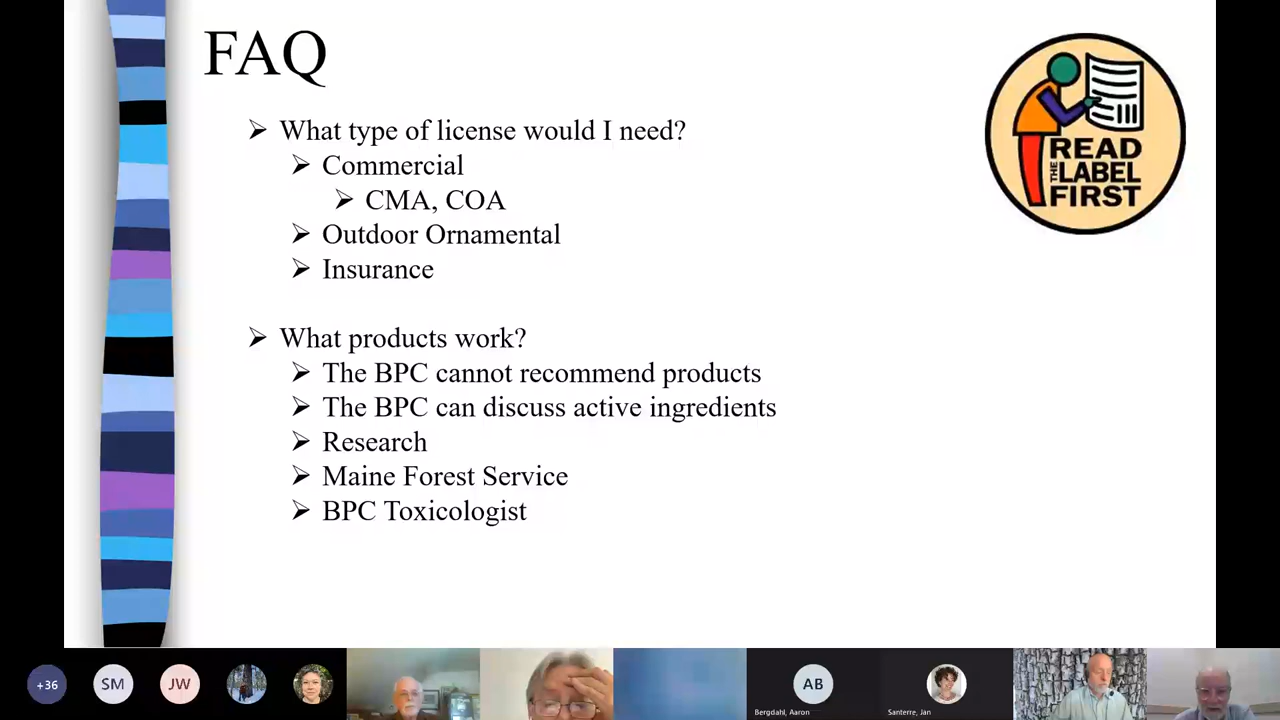 FAQ
What type of license would I need?
Commercial
CMA, COA
Outdoor Ornamental
Insurance
What products work?
The BPC cannot recommend products
The BPC can discuss active ingredients
Research
Maine Forest Service
BPC Toxicologist
READ
THE LABEL
FIRST
+36
SM
JW
AB
Bergdahl, Aaron
Santerre, Jan